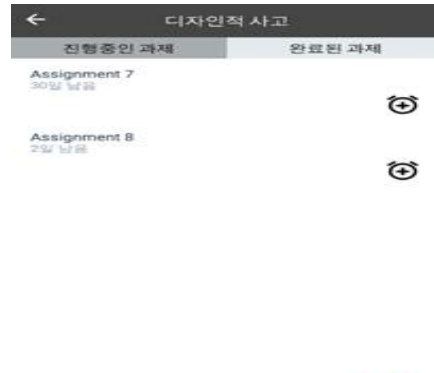 디자인적 사고
진행중인 과제 완료된 과제
Assignment 7
30일 남음
Assignment 8
2일 남음